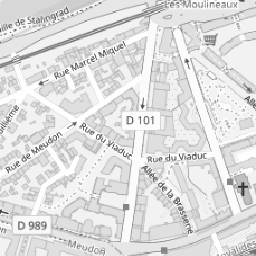 Les Moulineaux
Rue Marcel Miquel
D 101
Rue de Meudon
Rue du Viaduc
Rue du Viaduc
Allée de la Brasserie
D 989
Meudon